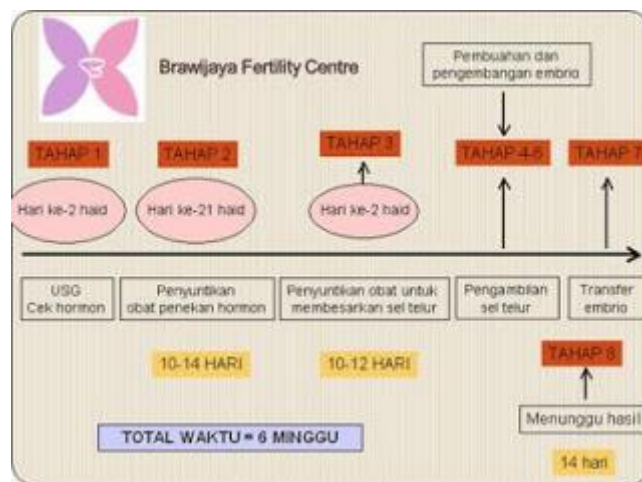 Brawijaya Fertility Centre
Pembuahan dan
pengembangan embrio
TAHAP 1
TAHAP 2
TAHAP 3
TAHAP 4-6
TAHAP 7
Hari ke-2 haid
Hari ke-21 haid
Hari ke-2 haid
USG
Cek hormon
Penyuntikan
obat penekan hormon
Penyuntikan obat untuk
membesarkan sel telur
Pengambilan
sel telur
Transfer
embrio
10-14 HARI
10-12 HARI
TAHAP 8
Menunggu hasil
14 hari
TOTAL WAKTU = 6 MINGGU